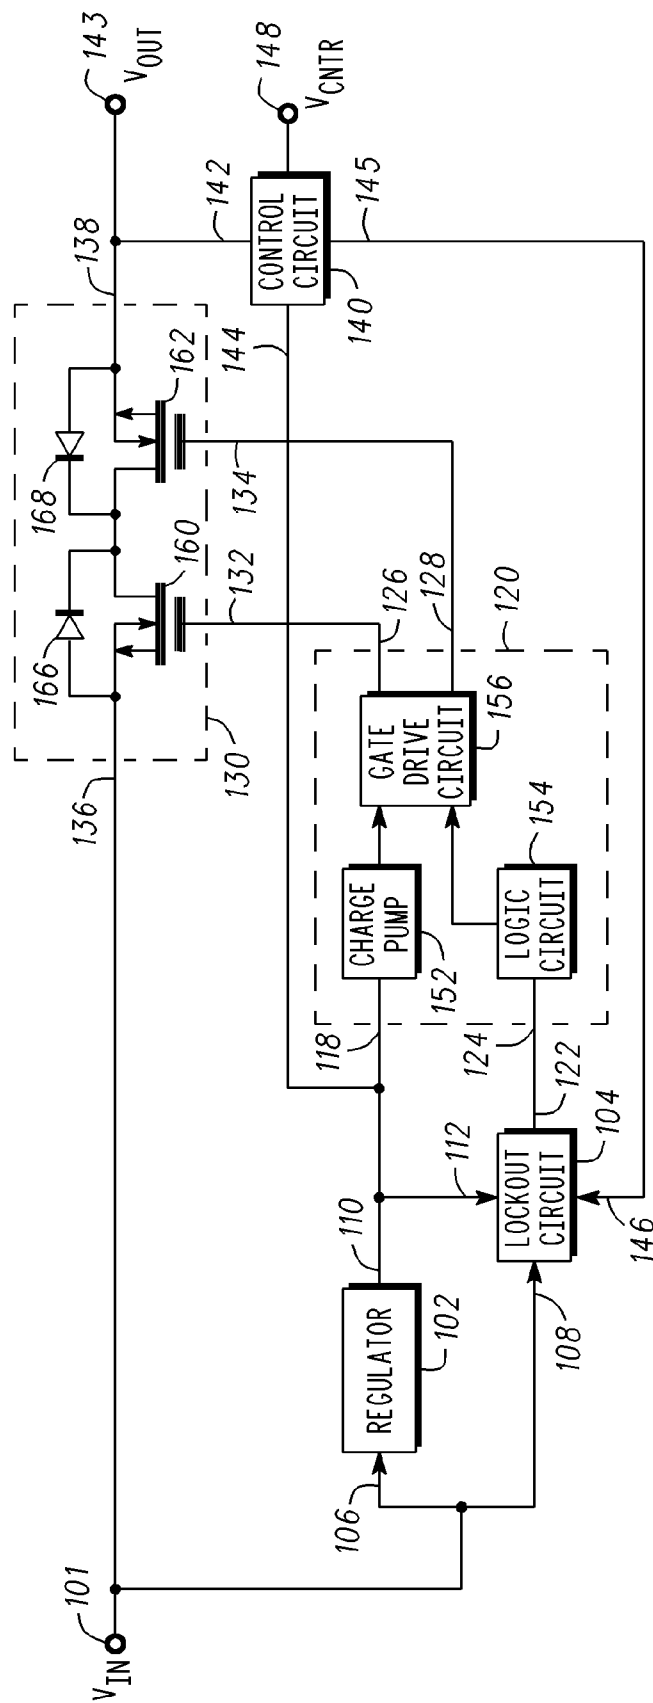 101
V_IN
136
166
160
168
162
138
143
V_OUT
130
132
134
142
144
148
V_CNTR
CONTROL
CIRCUIT
140
145
106
REGULATOR
102
110
112
118
CHARGE
PUMP
152
126
128
120
GATE
DRIVE
CIRCUIT
156
108
LOCKOUT
CIRCUIT
104
146
122
124
LOGIC
CIRCUIT
154